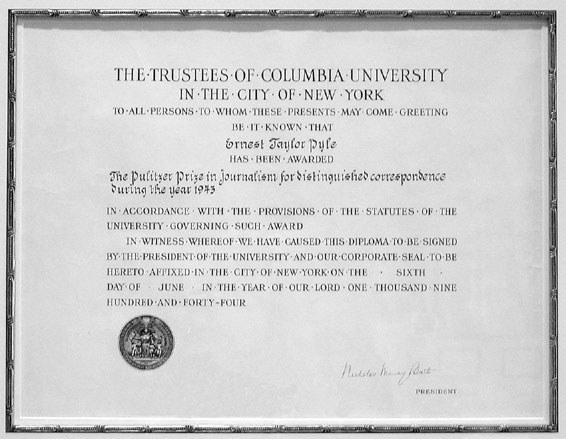 THE·TRUSTEES·OF·COLUMBIA·UNIVERSITY
IN·THE·CITY·OF·NEW·YORK
TO·ALL·PERSONS·TO·WHOM·THESE·PRESENTS·MAY·COME·GREETING
BE·IT·KNOWN·THAT
Ernest Taylor Pyle
HAS·BEEN·AWARDED
The Pulitzer Prize in Journalism for distinguished correspondence
during the year 1943
IN·ACCORDANCE·WITH·THE·PROVISIONS·OF·THE·STATUTES·OF·THE
UNIVERSITY·GOVERNING·SUCH·AWARD
IN·WITNESS·WHEREOF·WE·HAVE·CAUSED·THIS·DIPLOMA·TO·BE·SIGNED
BY·THE·PRESIDENT·OF·THE·UNIVERSITY·AND·OUR·CORPORATE·SEAL·TO·BE
HERETO·AFFIXED·IN·THE·CITY·OF·NEW·YORK·ON·THE·SIXTH·
DAY·OF·JUNE·IN·THE·YEAR·OF·OUR·LORD·ONE·THOUSAND·NINE
HUNDRED·AND·FORTY-FOUR
Nicholas Murray Butler
PRESIDENT